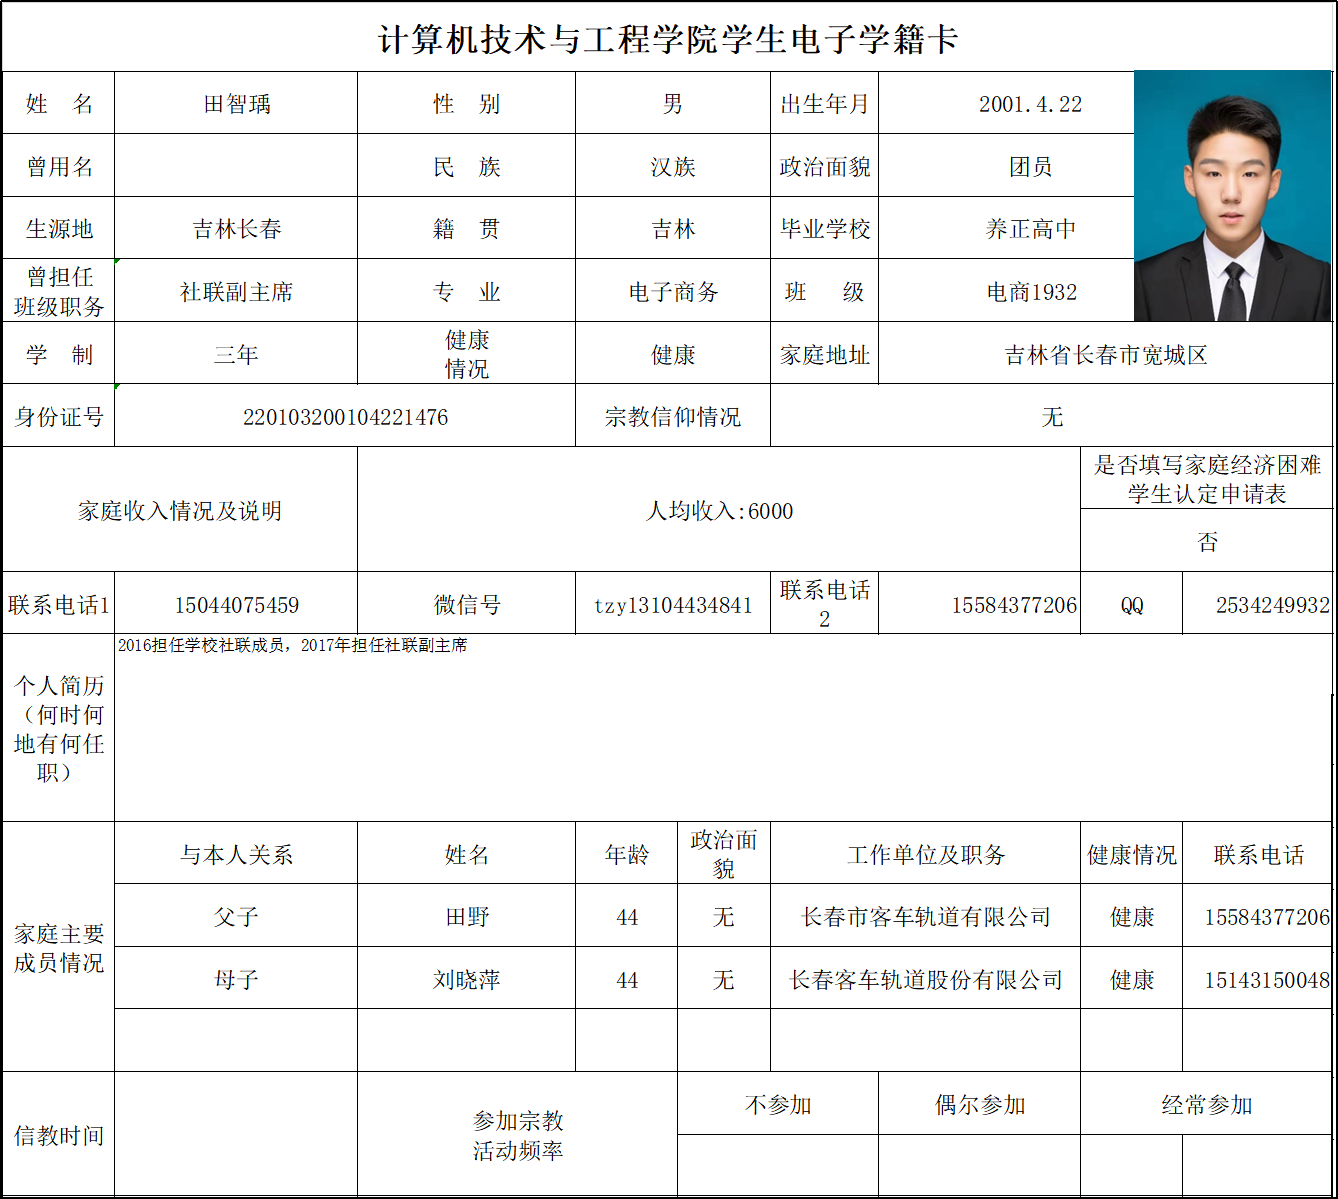 计算机技术与工程学院学生电子学籍卡
姓 名 田智瑀 性 别 男 出生年月 2001.4.22
曾用名 民 族 汉族 政治面貌 团员
生源地 吉林长春 籍 贯 吉林 毕业学校 养正高中
曾担任
班级职务 社联副主席 专 业 电子商务 班 级 电商1932
学 制 三年 健康
情况 健康 家庭地址 吉林省长春市宽城区
身份证号 220103200104221476 宗教信仰情况 无
家庭收入情况及说明 人均收入:6000 是否填写家庭经济困难
学生认定申请表
否
联系电话1 15044075459 微信号 tzy13104434841 联系电话
2 15584377206 QQ 2534249932
个人简历
（何时何
地有何任
职）
2016担任学校社联成员，2017年担任社联副主席
家庭主要
成员情况
与本人关系 姓名 年龄 政治面
貌 工作单位及职务 健康情况 联系电话
父子 田野 44 无 长春市客车轨道有限公司 健康 15584377206
母子 刘晓萍 44 无 长春客车轨道股份有限公司 健康 15143150048
信教时间 参加宗教
活动频率 不参加 偶尔参加 经常参加